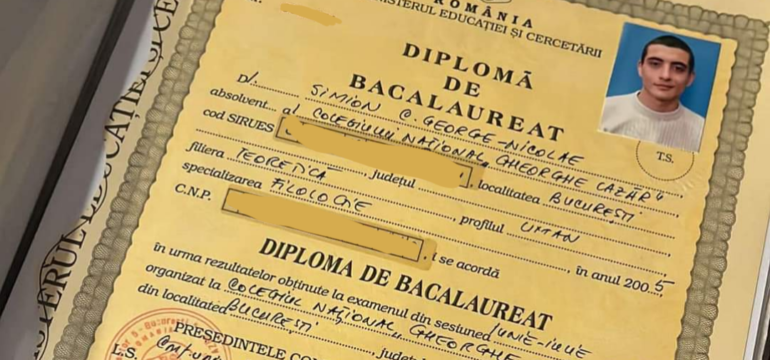 ROMÂNIA
MINISTERUL EDUCAȚIEI ȘI CERCETĂRII
DIPLOMĂ
DE
BACALAUREAT
T.S.
D/. SIMION C. GEORGE-NICOLAE
absolvent al COLEGIULUI NAȚIONAL GHEORGHE LAZĂR
cod SIRUES , localitatea BUCUREȘTI
, județul
filiera TEORETICĂ , profilul UMAN
specializarea FILOLOGIE , în anul 2005,
C.N.P. , i se acordă
DIPLOMA DE BACALAUREAT
în urma rezultatelor obținute la examenul din sesiunea IUNIE-IULIE
organizat la COLEGIUL NAȚIONAL GHEORGHE
din localitatea BUCUREȘTI , județul
PREȘEDINTELE
L.S.